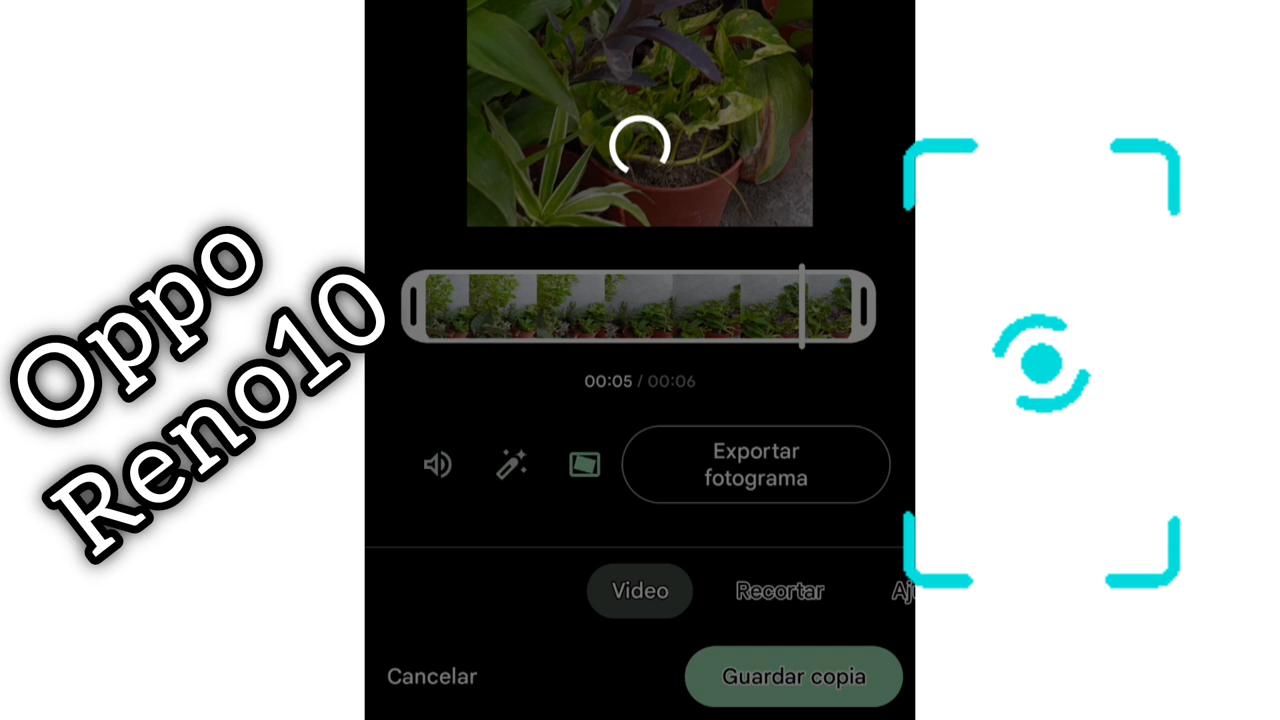 Oppo
Reno10
00:05 / 00:06
Exportar
fotograma
Video
Recortar
Cancelar
Guardar copia